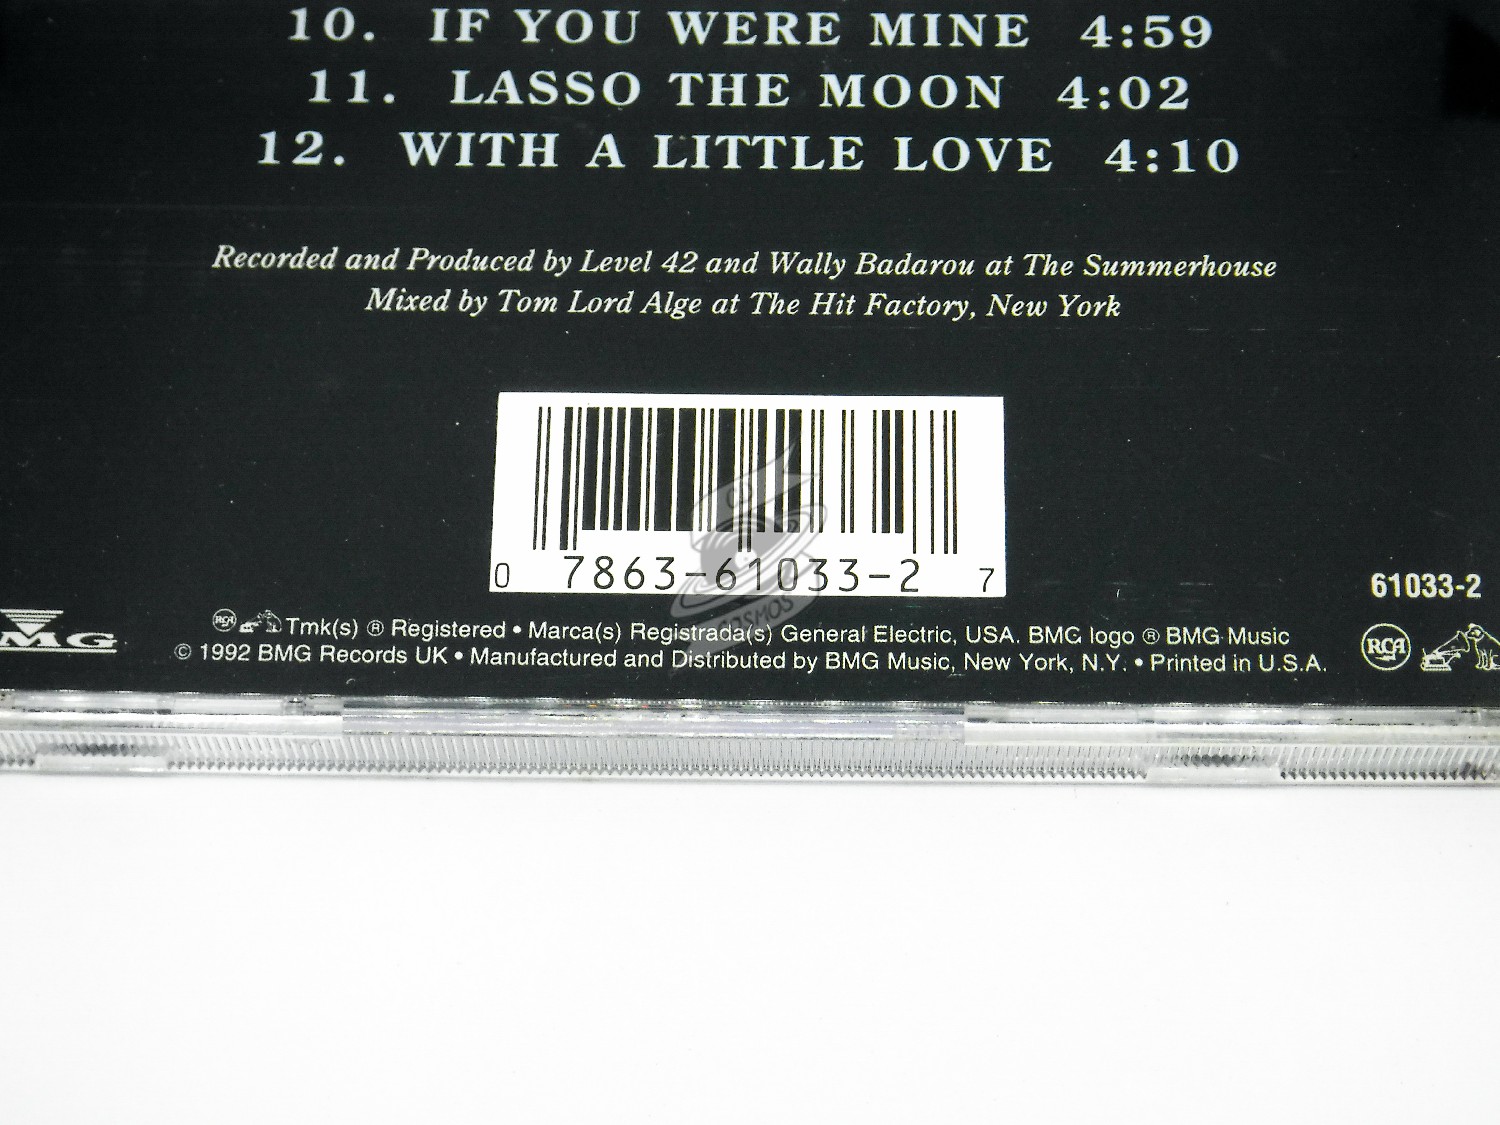 10. IF YOU WERE MINE 4:59
11. LASSO THE MOON 4:02
12. WITH A LITTLE LOVE 4:10
Recorded and Produced by Level 42 and Wally Badarou at The Summerhouse
Mixed by Tom Lord Alge at The Hit Factory, New York
CD
COSMOS
0 7863-61033-2 7
61033-2
BMG
RCA Tmk(s) ® Registered • Marca(s) Registrada(s) General Electric, USA. BMG logo ® BMG Music
© 1992 BMG Records UK • Manufactured and Distributed by BMG Music, New York, N.Y. • Printed in U.S.A.
RCA